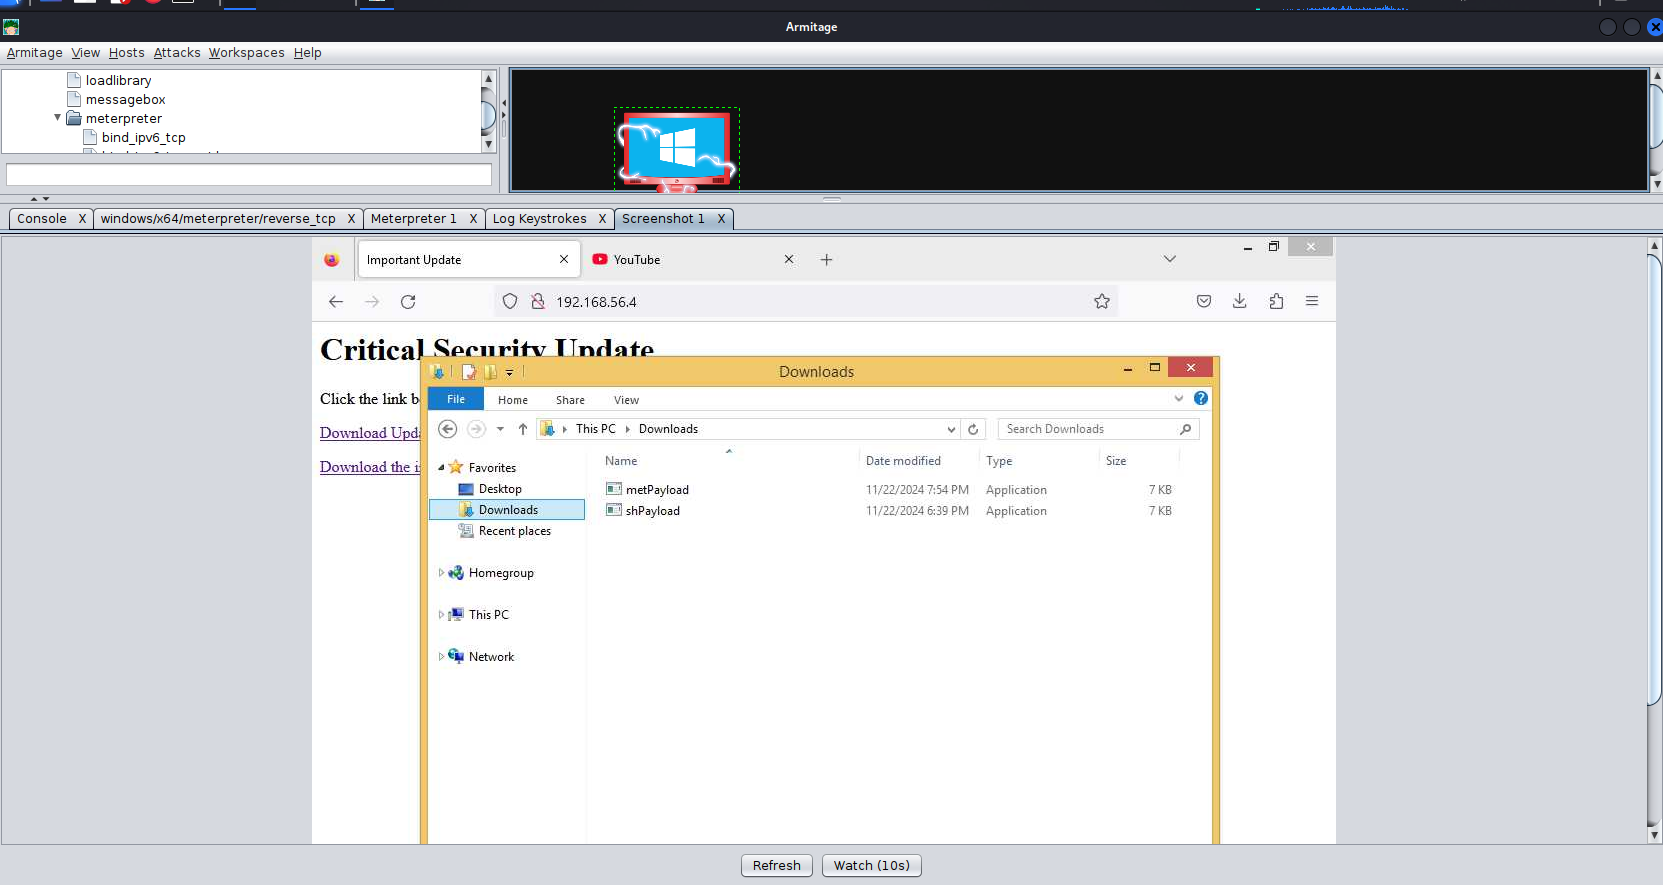 Armitage
Armitage View Hosts Attacks Workspaces Help
loadlibrary
messagebox
meterpreter
bind_ipv6_tcp
Console X windows/x64/meterpreter/reverse_tcp X Meterpreter 1 X Log Keystrokes X Screenshot 1 X
Important Update
YouTube
192.168.56.4
Critical Security Update
Click the link b
Download Upda
Download the i
Downloads
File Home Share View
This PC Downloads
Search Downloads
Name Date modified Type Size
Favorites
Desktop
Downloads
Recent places
Homegroup
This PC
Network
metPayload 11/22/2024 7:54 PM Application 7 KB
shPayload 11/22/2024 6:39 PM Application 7 KB
Refresh Watch (10s)